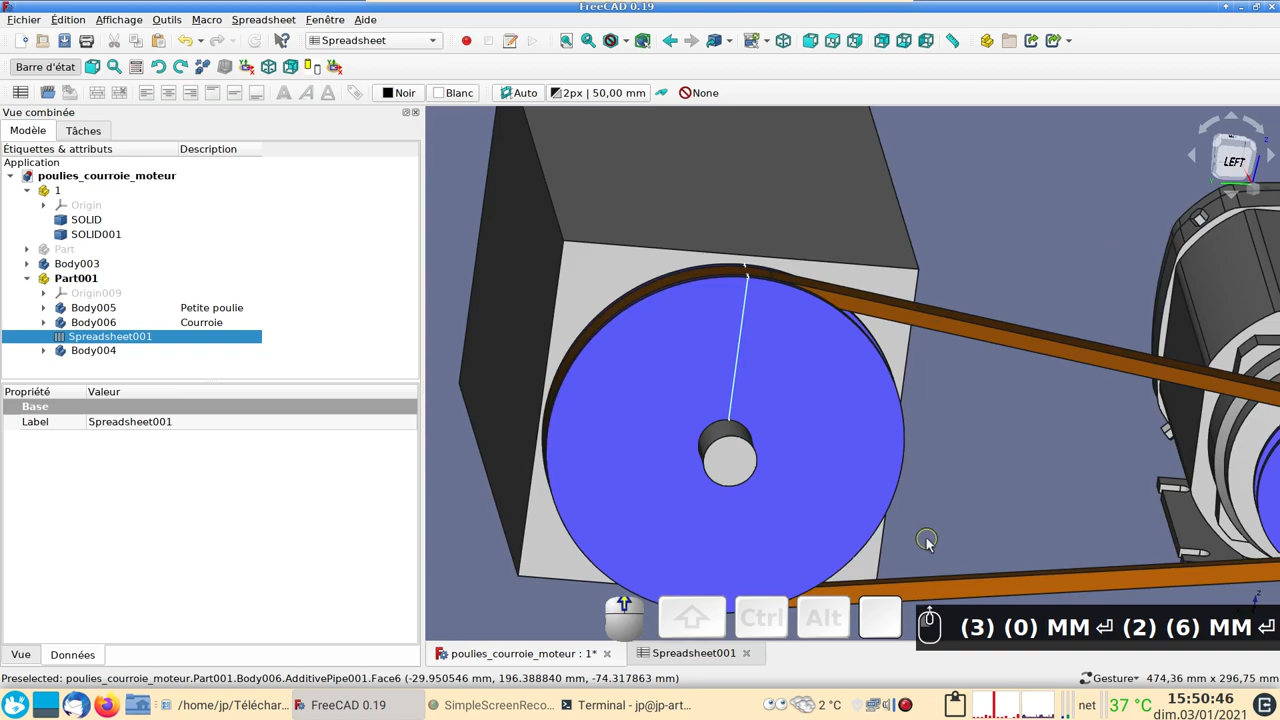 FreeCAD 0.19
Fichier Édition Affichage Outils Macro Spreadsheet Fenêtre Aide
Spreadsheet
Barre d'état
Noir Blanc Auto 2px | 50,00 mm None
Vue combinée
Modèle Tâches
Étiquettes & attributs Description
Application
poulies_courroie_moteur
1
Origin
SOLID
SOLID001
Part
Body003
Part001
Origin009
Body005 Petite poulie
Body006 Courroie
Spreadsheet001
Body004
Propriété Valeur
Base
Label Spreadsheet001
LEFT
Ctrl Alt
(3) (0) MM⏎ (2) (6) MM⏎
Vue Données
poulies_courroie_moteur : 1* Spreadsheet001
Preselected: poulies_courroie_moteur.Part001.Body006.AdditivePipe001.Face6 (-29.950546 mm, 196.388840 mm, -74.317863 mm) Gesture 474,36 mm x 296,75 mm
/home/jp/Téléchar... FreeCAD 0.19 SimpleScreenReco... Terminal - jp@jp-art... 2 °C net 37 °C 15:50:46
dim.03/01/2021